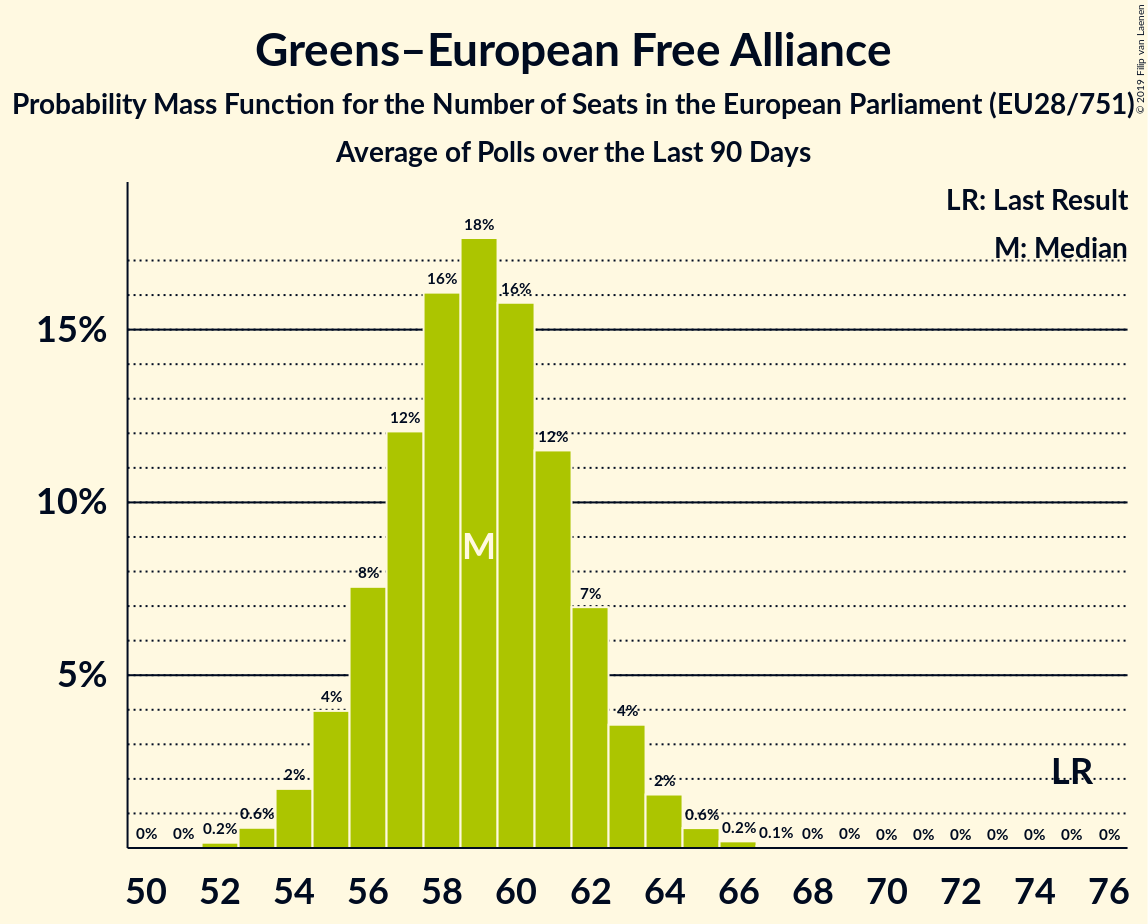 Greens–European Free Alliance
Probability Mass Function for the Number of Seats in the European Parliament (EU28/751)
Average of Polls over the Last 90 Days
© 2019 Filip van Laenen
LR: Last Result
M: Median
15%
10%
5%
0% 0% 0.2% 0.6% 2% 4% 8% 12% 16% 18% 16% 12% 7% 4% 2% 0.6% 0.2% 0.1% 0% 0% 0% 0% 0% 0% 0% 0% 0%
M
LR
50 52 54 56 58 60 62 64 66 68 70 72 74 76